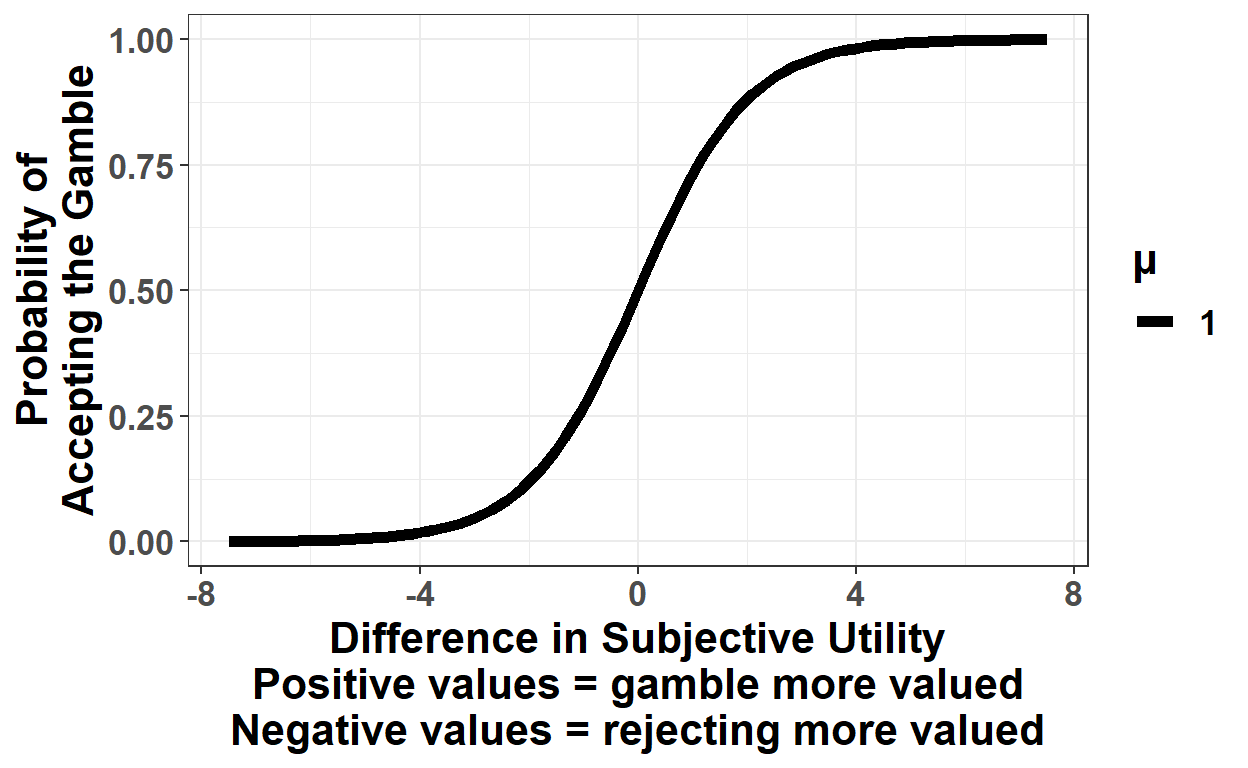 Probability of
Accepting the Gamble
1.00
0.75
0.50
0.25
0.00
-8
-4
0
4
8
Difference in Subjective Utility
Positive values = gamble more valued
Negative values = rejecting more valued
μ
1